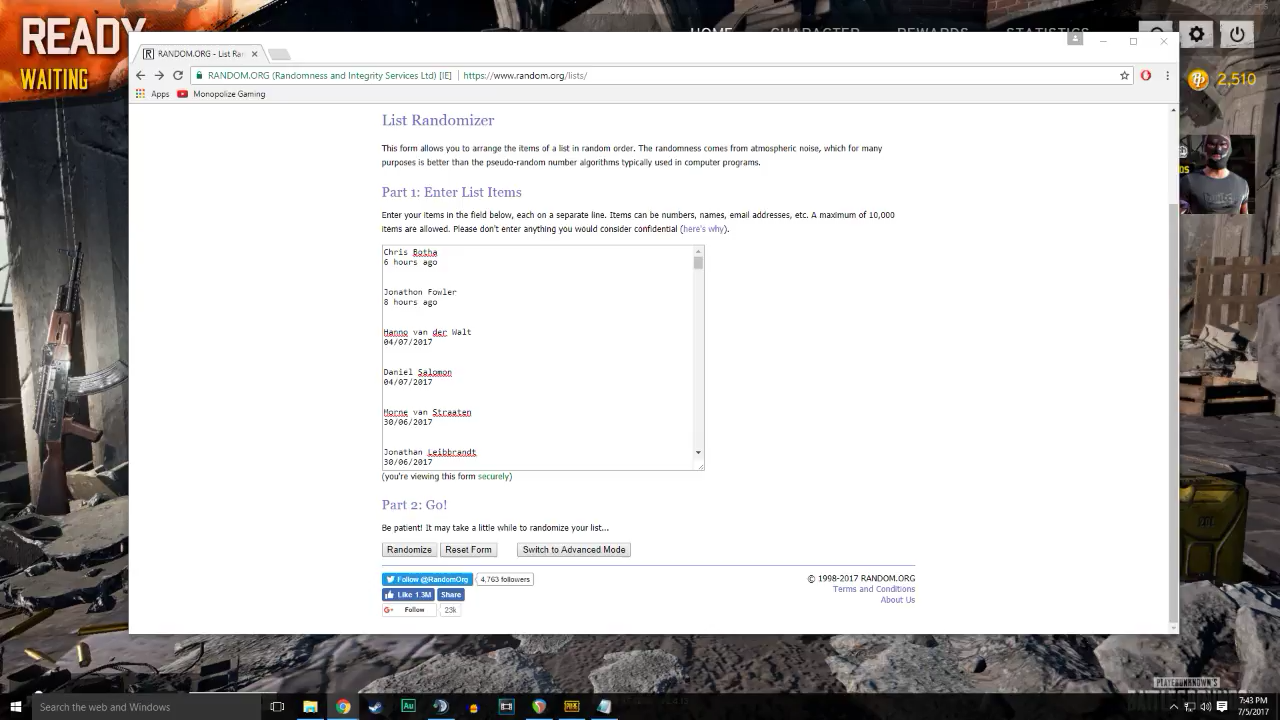 READY
WAITING
HOME CHARACTER REWARDS STATISTICS
2,510
RANDOM.ORG - List Ra
RANDOM.ORG (Randomness and Integrity Services Ltd) [IE] https://www.random.org/lists/
Apps Monopolize Gaming
List Randomizer
This form allows you to arrange the items of a list in random order. The randomness comes from atmospheric noise, which for many
purposes is better than the pseudo-random number algorithms typically used in computer programs.
Part 1: Enter List Items
Enter your items in the field below, each on a separate line. Items can be numbers, names, email addresses, etc. A maximum of 10,000
items are allowed. Please don't enter anything you would consider confidential (here's why).
Chris Botha
6 hours ago
Jonathon Fowler
8 hours ago
Hanno van der Walt
04/07/2017
Daniel Salomon
04/07/2017
Morne van Straaten
30/06/2017
Jonathan Leibbrandt
30/06/2017
(you're viewing this form securely)
Part 2: Go!
Be patient! It may take a little while to randomize your list...
Randomize Reset Form Switch to Advanced Mode
Follow @RandomOrg 4,763 followers
Like 1.3M Share
G+ Follow 23k
© 1998-2017 RANDOM.ORG
Terms and Conditions
About Us
PLAYERUNKNOWN'S
BATTLEGROUNDS
Search the web and Windows
Au
7:43 PM
7/5/2017